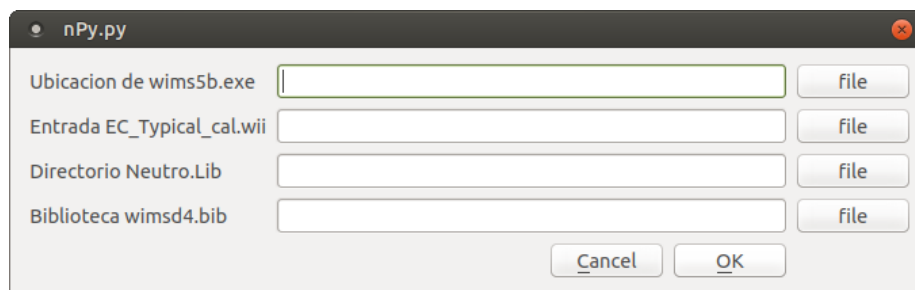 nPy.py
Ubicacion de wims5b.exe file
Entrada EC_Typical_cal.wii file
Directorio Neutro.Lib file
Biblioteca wimsd4.bib file
Cancel OK